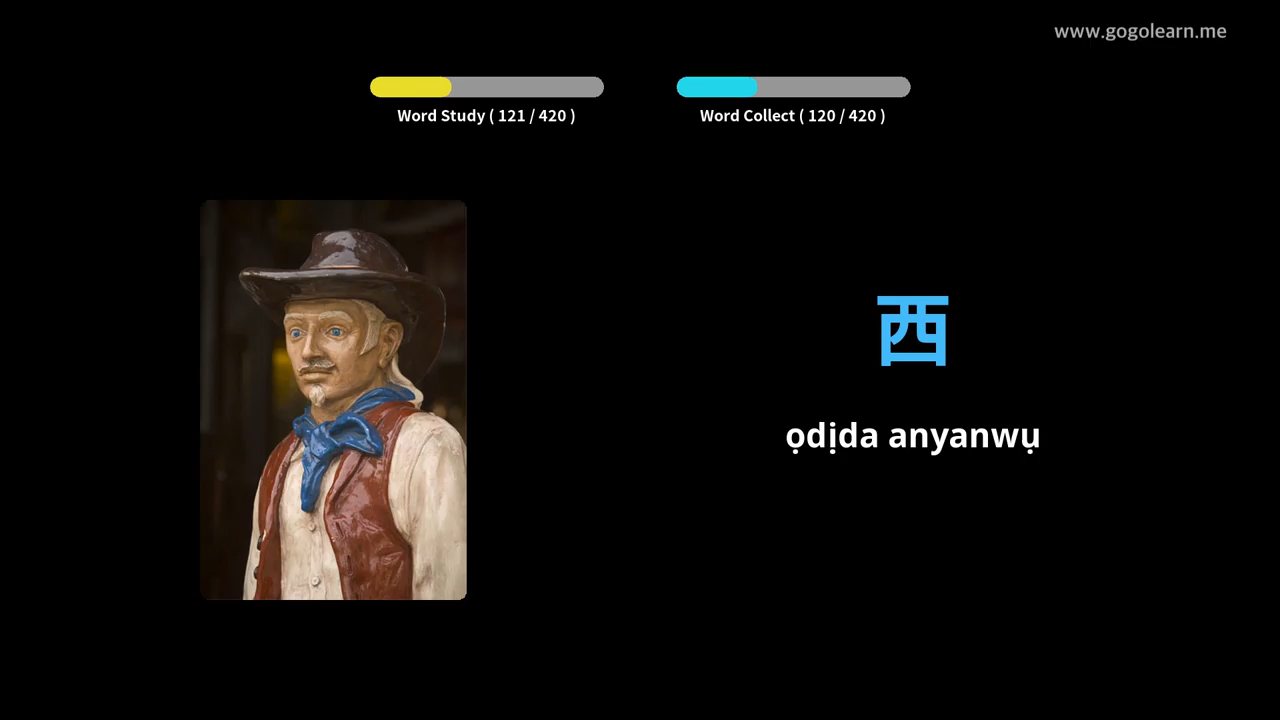 www.gogolearn.me
Word Study ( 121 / 420 )
Word Collect ( 120 / 420 )
西
ọdịda anyanwụ